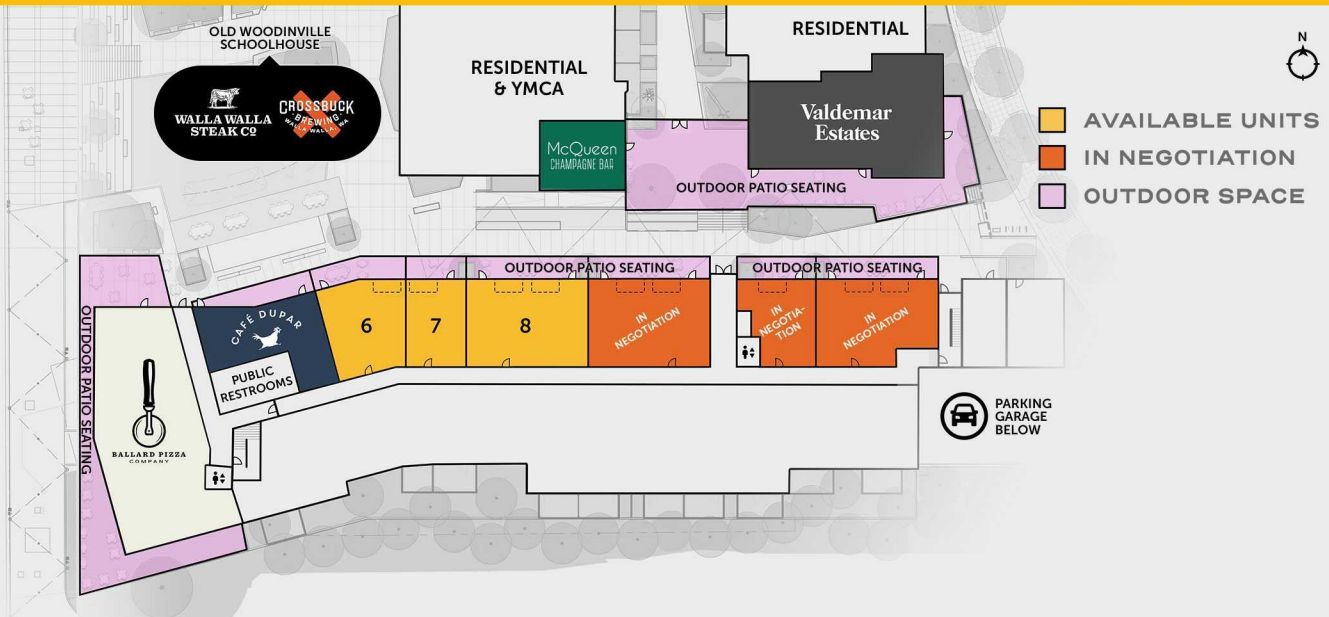 OLD WOODINVILLE
SCHOOLHOUSE
WALLA WALLA
STEAK Cº
CROSSBUCK
BREWING
WALLA WALLA, WA
RESIDENTIAL
& YMCA
McQueen
CHAMPAGNE BAR
RESIDENTIAL
Valdemar
Estates
OUTDOOR PATIO SEATING
N
AVAILABLE UNITS
IN NEGOTIATION
OUTDOOR SPACE
OUTDOOR PATIO SEATING
OUTDOOR PATIO SEATING
OUTDOOR PATIO SEATING
BALLARD PIZZA
COMPANY
CAFÉ DUPAR
PUBLIC
RESTROOMS
6
7
8
IN
NEGOTIATION
IN
NEGOTIA-
TION
IN
NEGOTIATION
PARKING
GARAGE
BELOW